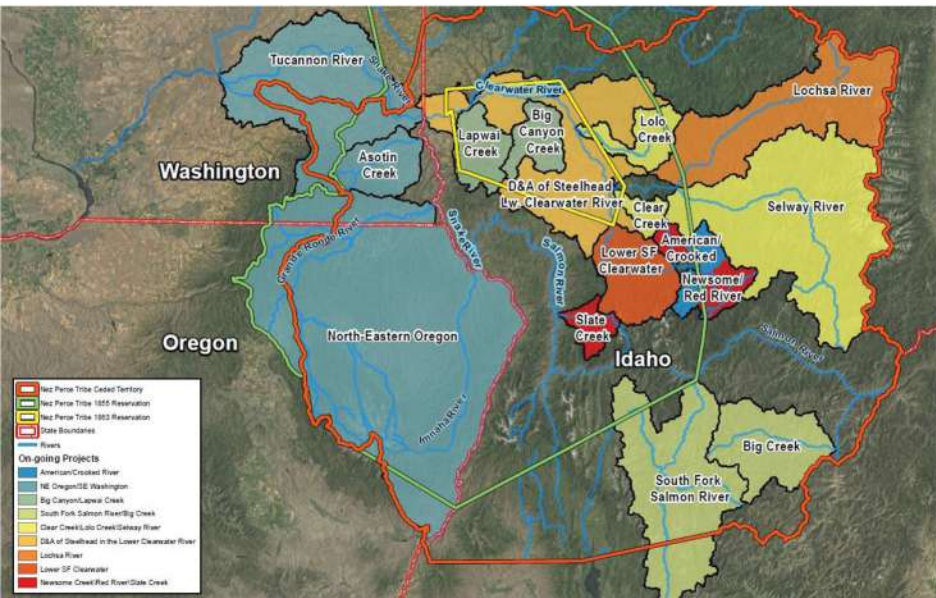 Tucannon River
Snake River
Clearwater River
Lochsa River
Big
Canyon
Creek
Lapwai
Creek
Lolo
Creek
Asotin
Creek
Washington
D&A of Steelhead
Lw. Clearwater River
Clear
Creek
Selway River
Snake River
Grande Ronde River
Salmon River
American/
Crooked
Lower SF
Clearwater
Newsome/
Red River
Slate
Creek
Oregon
North-Eastern Oregon
Idaho
Salmon River
Imnaha River
Big Creek
South Fork
Salmon River
Nez Perce Tribe Ceded Territory
Nez Perce Tribe 1855 Reservation
Nez Perce Tribe 1863 Reservation
State Boundaries
Rivers
On-going Projects
American/Crooked River
NE Oregon/SE Washington
Big Canyon/Lapwai Creek
South Fork Salmon River/Big Creek
Clear Creek/Lolo Creek/Selway River
D&A of Steelhead in the Lower Clearwater River
Lochsa River
Lower SF Clearwater
Newsome Creek/Red River/Slate Creek